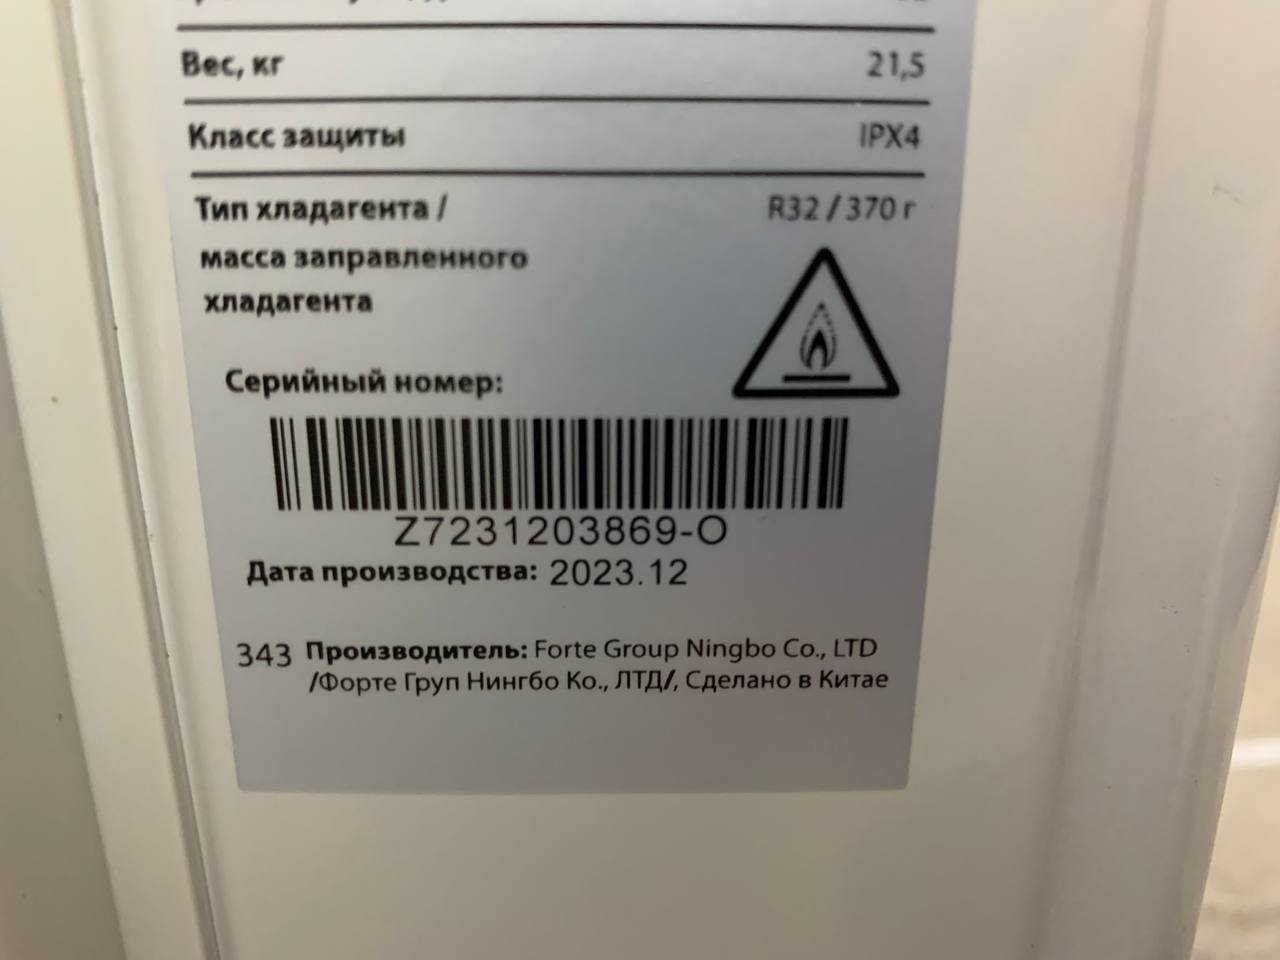 Вес, кг 21,5
Класс защиты IPX4
Тип хладагента / R32 / 370 г
масса заправленного
хладагента
Серийный номер:
Z7231203869-O
Дата производства: 2023.12
343 Производитель: Forte Group Ningbo Co., LTD
/Форте Груп Нингбо Ко., ЛТД/, Сделано в Китае